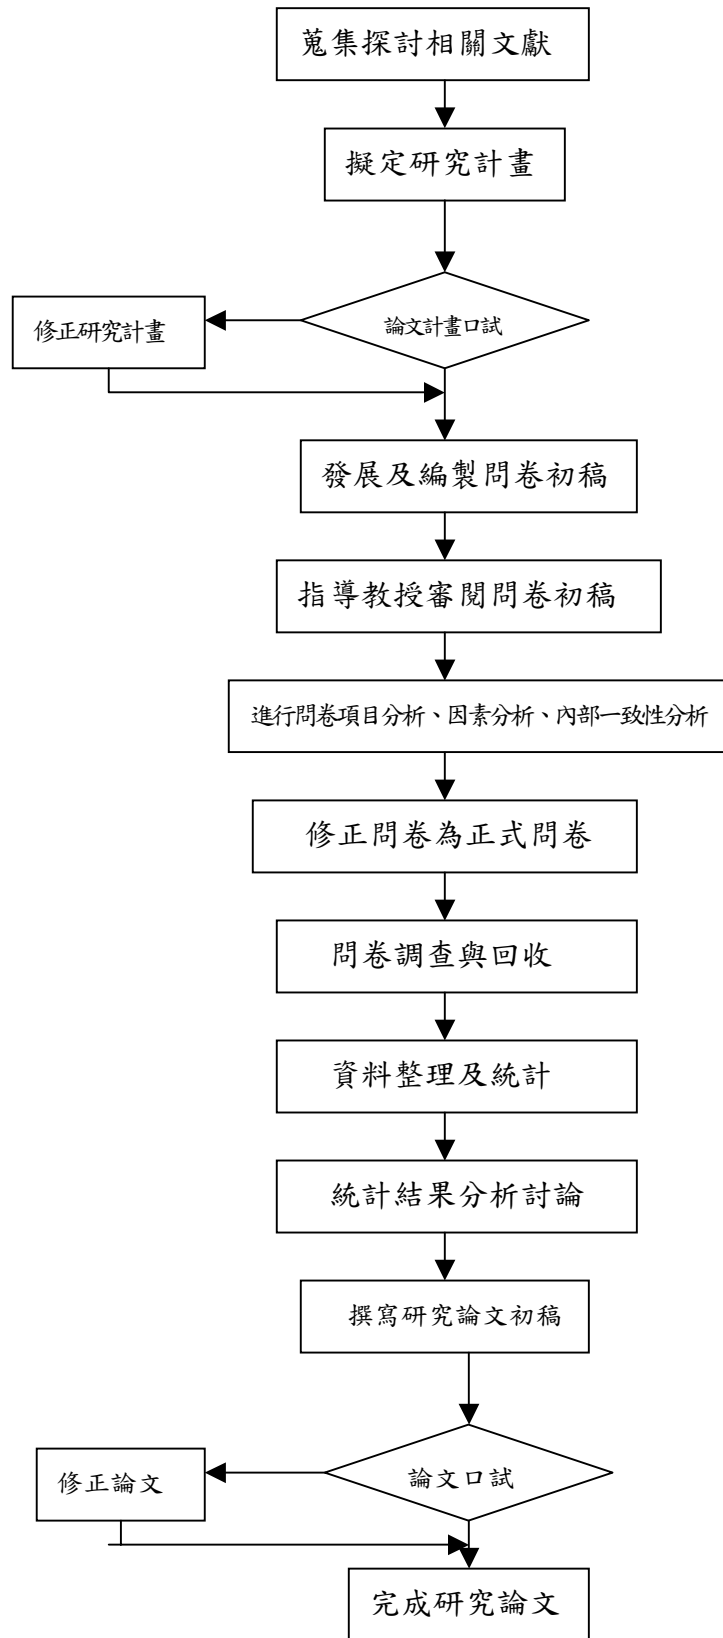 蒐集探討相關文獻
擬定研究計畫
論文計畫口試
修正研究計畫
發展及編製問卷初稿
指導教授審閱問卷初稿
進行問卷項目分析、因素分析、內部一致性分析
修正問卷為正式問卷
問卷調查與回收
資料整理及統計
統計結果分析討論
撰寫研究論文初稿
論文口試
修正論文
完成研究論文